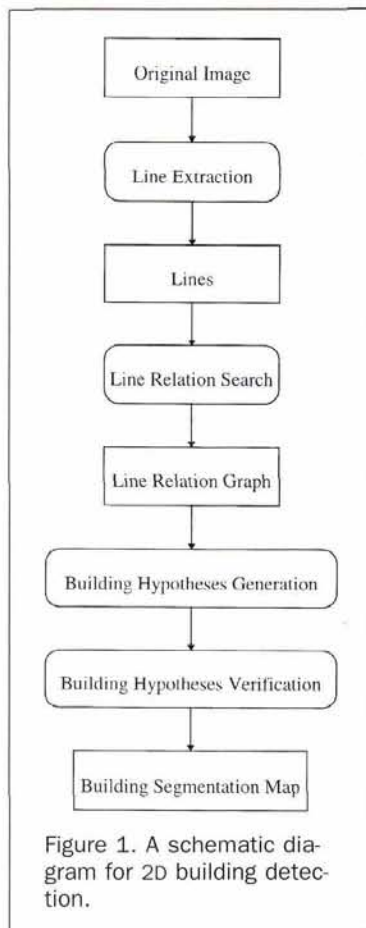 Original Image
Line Extraction
Lines
Line Relation Search
Line Relation Graph
Building Hypotheses Generation
Building Hypotheses Verification
Building Segmentation Map
Figure 1. A schematic dia-
gram for 2D building detec-
tion.